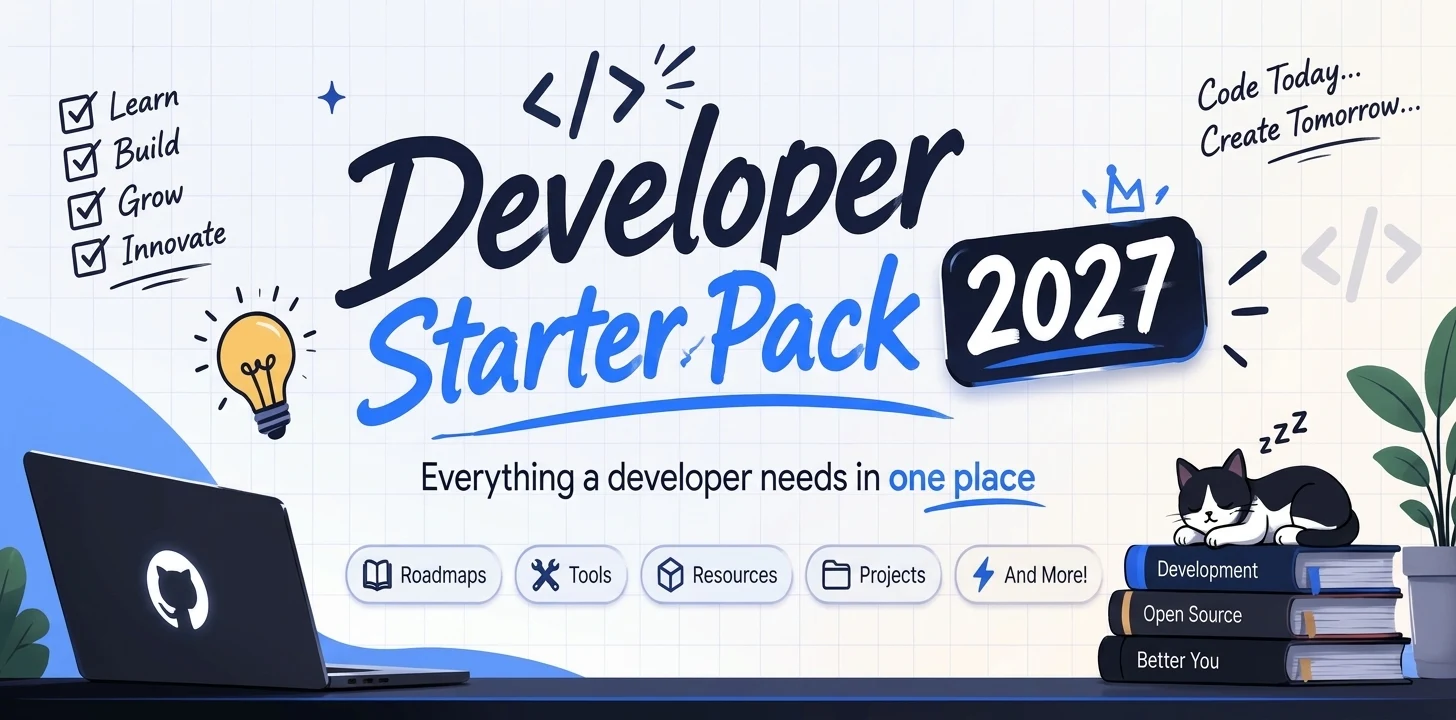 Learn
Build
Grow
Innovate
</>
Developer
Starter Pack
2027
Code Today...
Create Tomorrow...
</>
Everything a developer needs in one place
Roadmaps
Tools
Resources
Projects
And More!
zzz
Development
Open Source
Better You